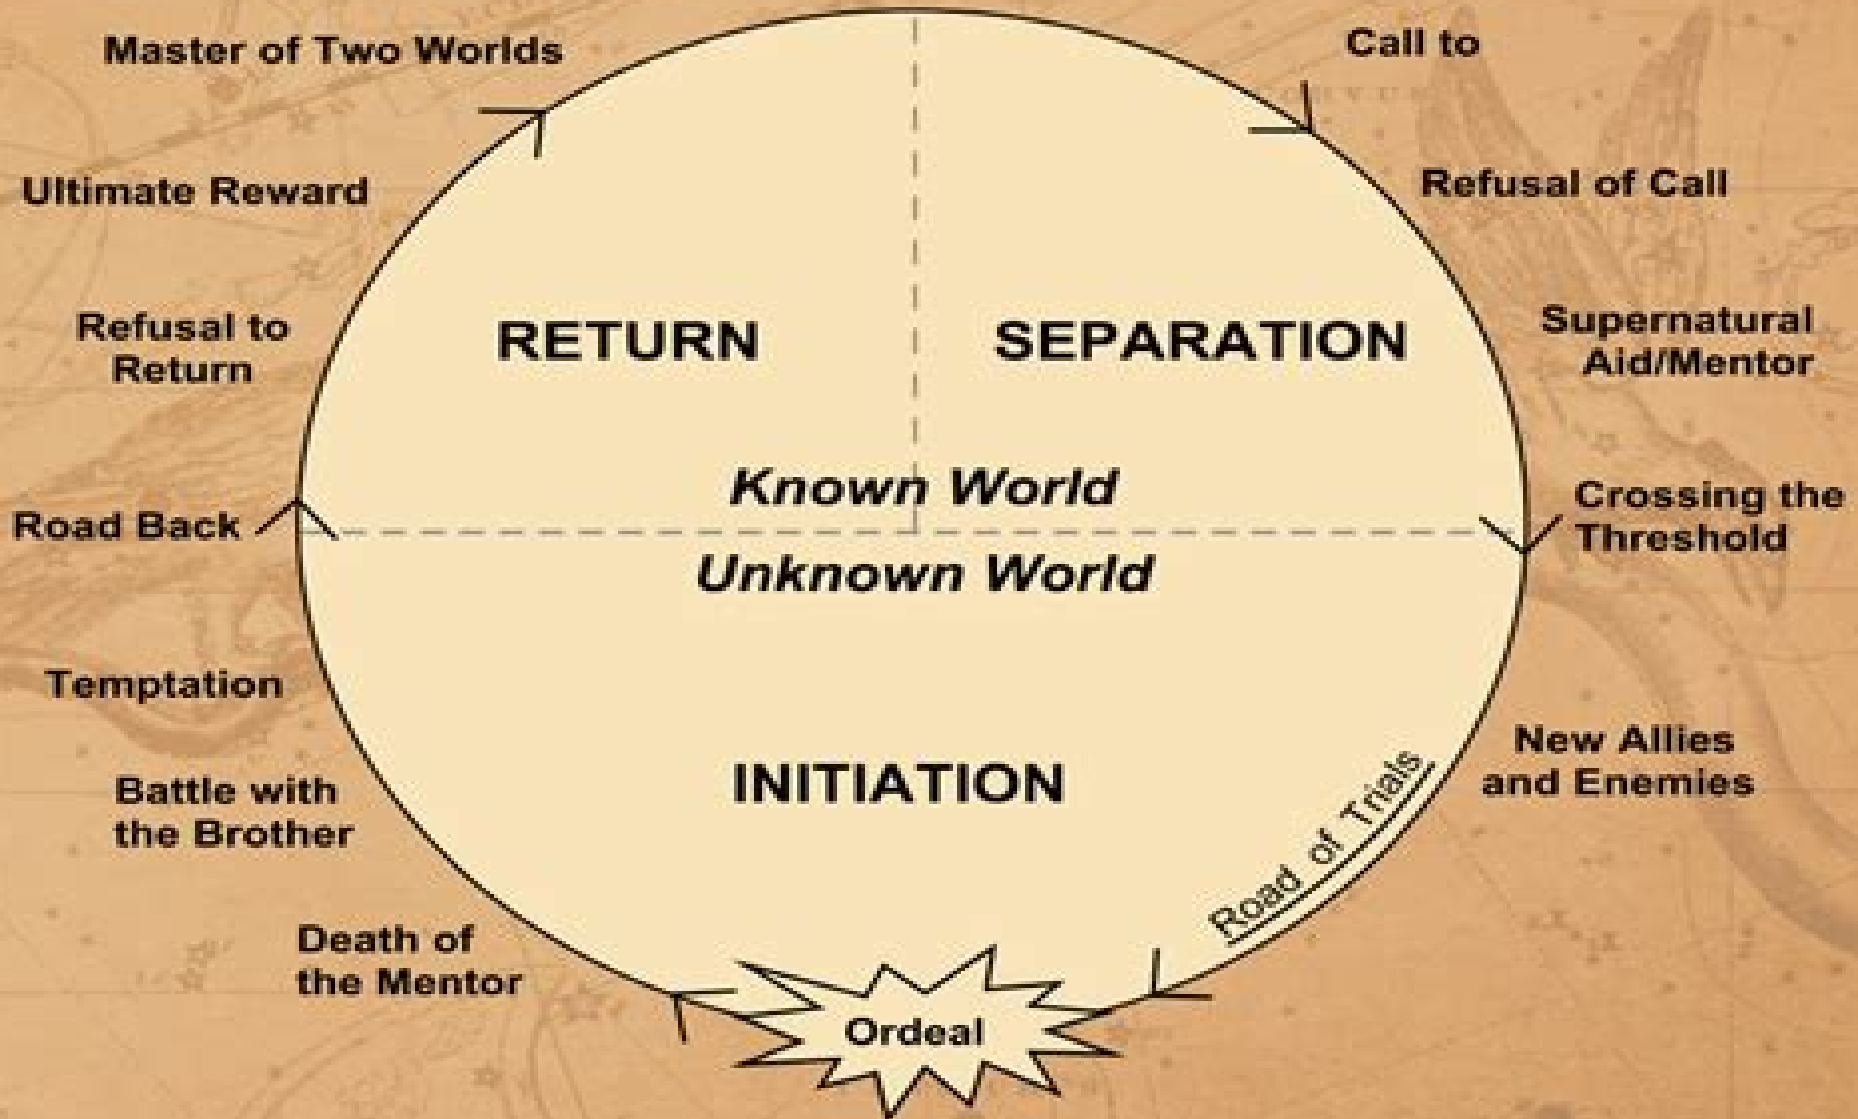 Master of Two Worlds
Call to
Ultimate Reward
Refusal of Call
Refusal to
Return
RETURN
SEPARATION
Supernatural
Aid/Mentor
Known World
Road Back
Crossing the
Threshold
Unknown World
Temptation
New Allies
and Enemies
INITIATION
Battle with
the Brother
Road of Trials
Death of
the Mentor
Ordeal